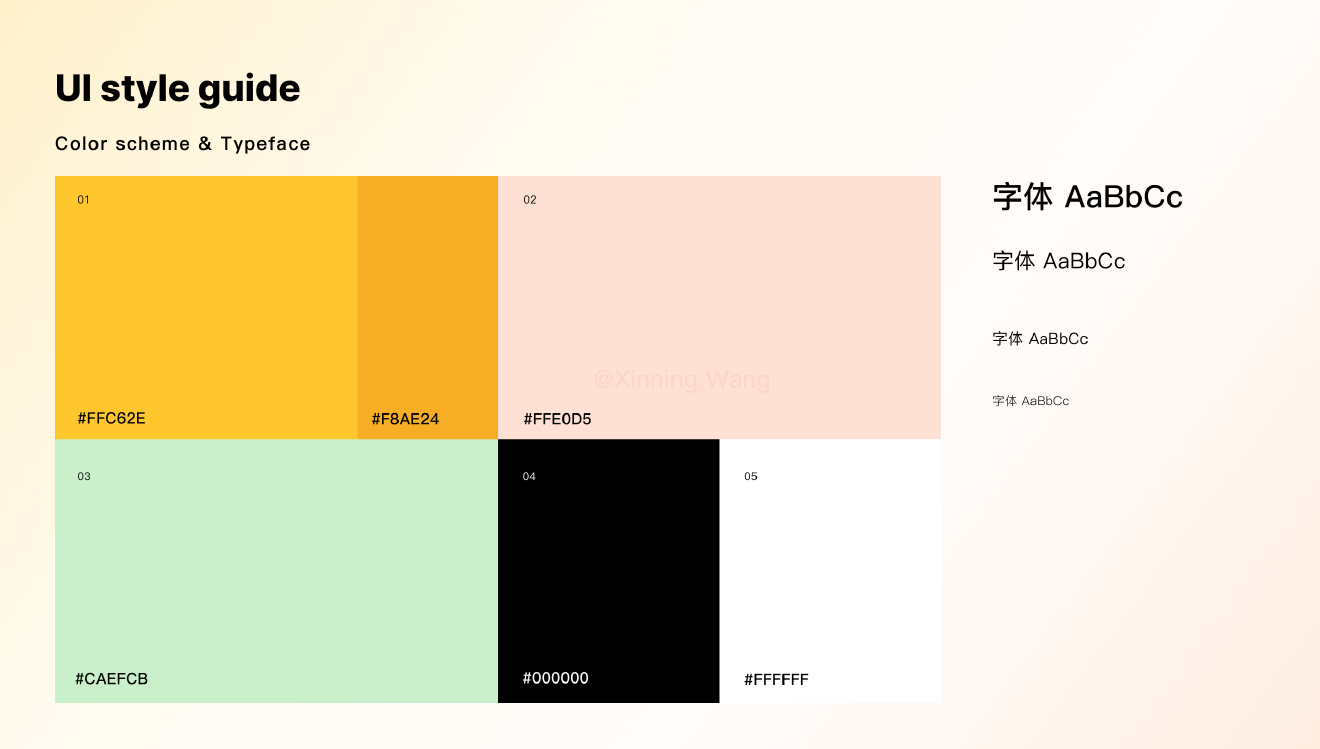 UI style guide
Color scheme & Typeface
01
#FFC62E
#F8AE24
02
@Xinning Wang
#FFE0D5
03
#CAEFCB
04
#000000
05
#FFFFFF
字体 AaBbCc
字体 AaBbCc
字体 AaBbCc
字体 AaBbCc